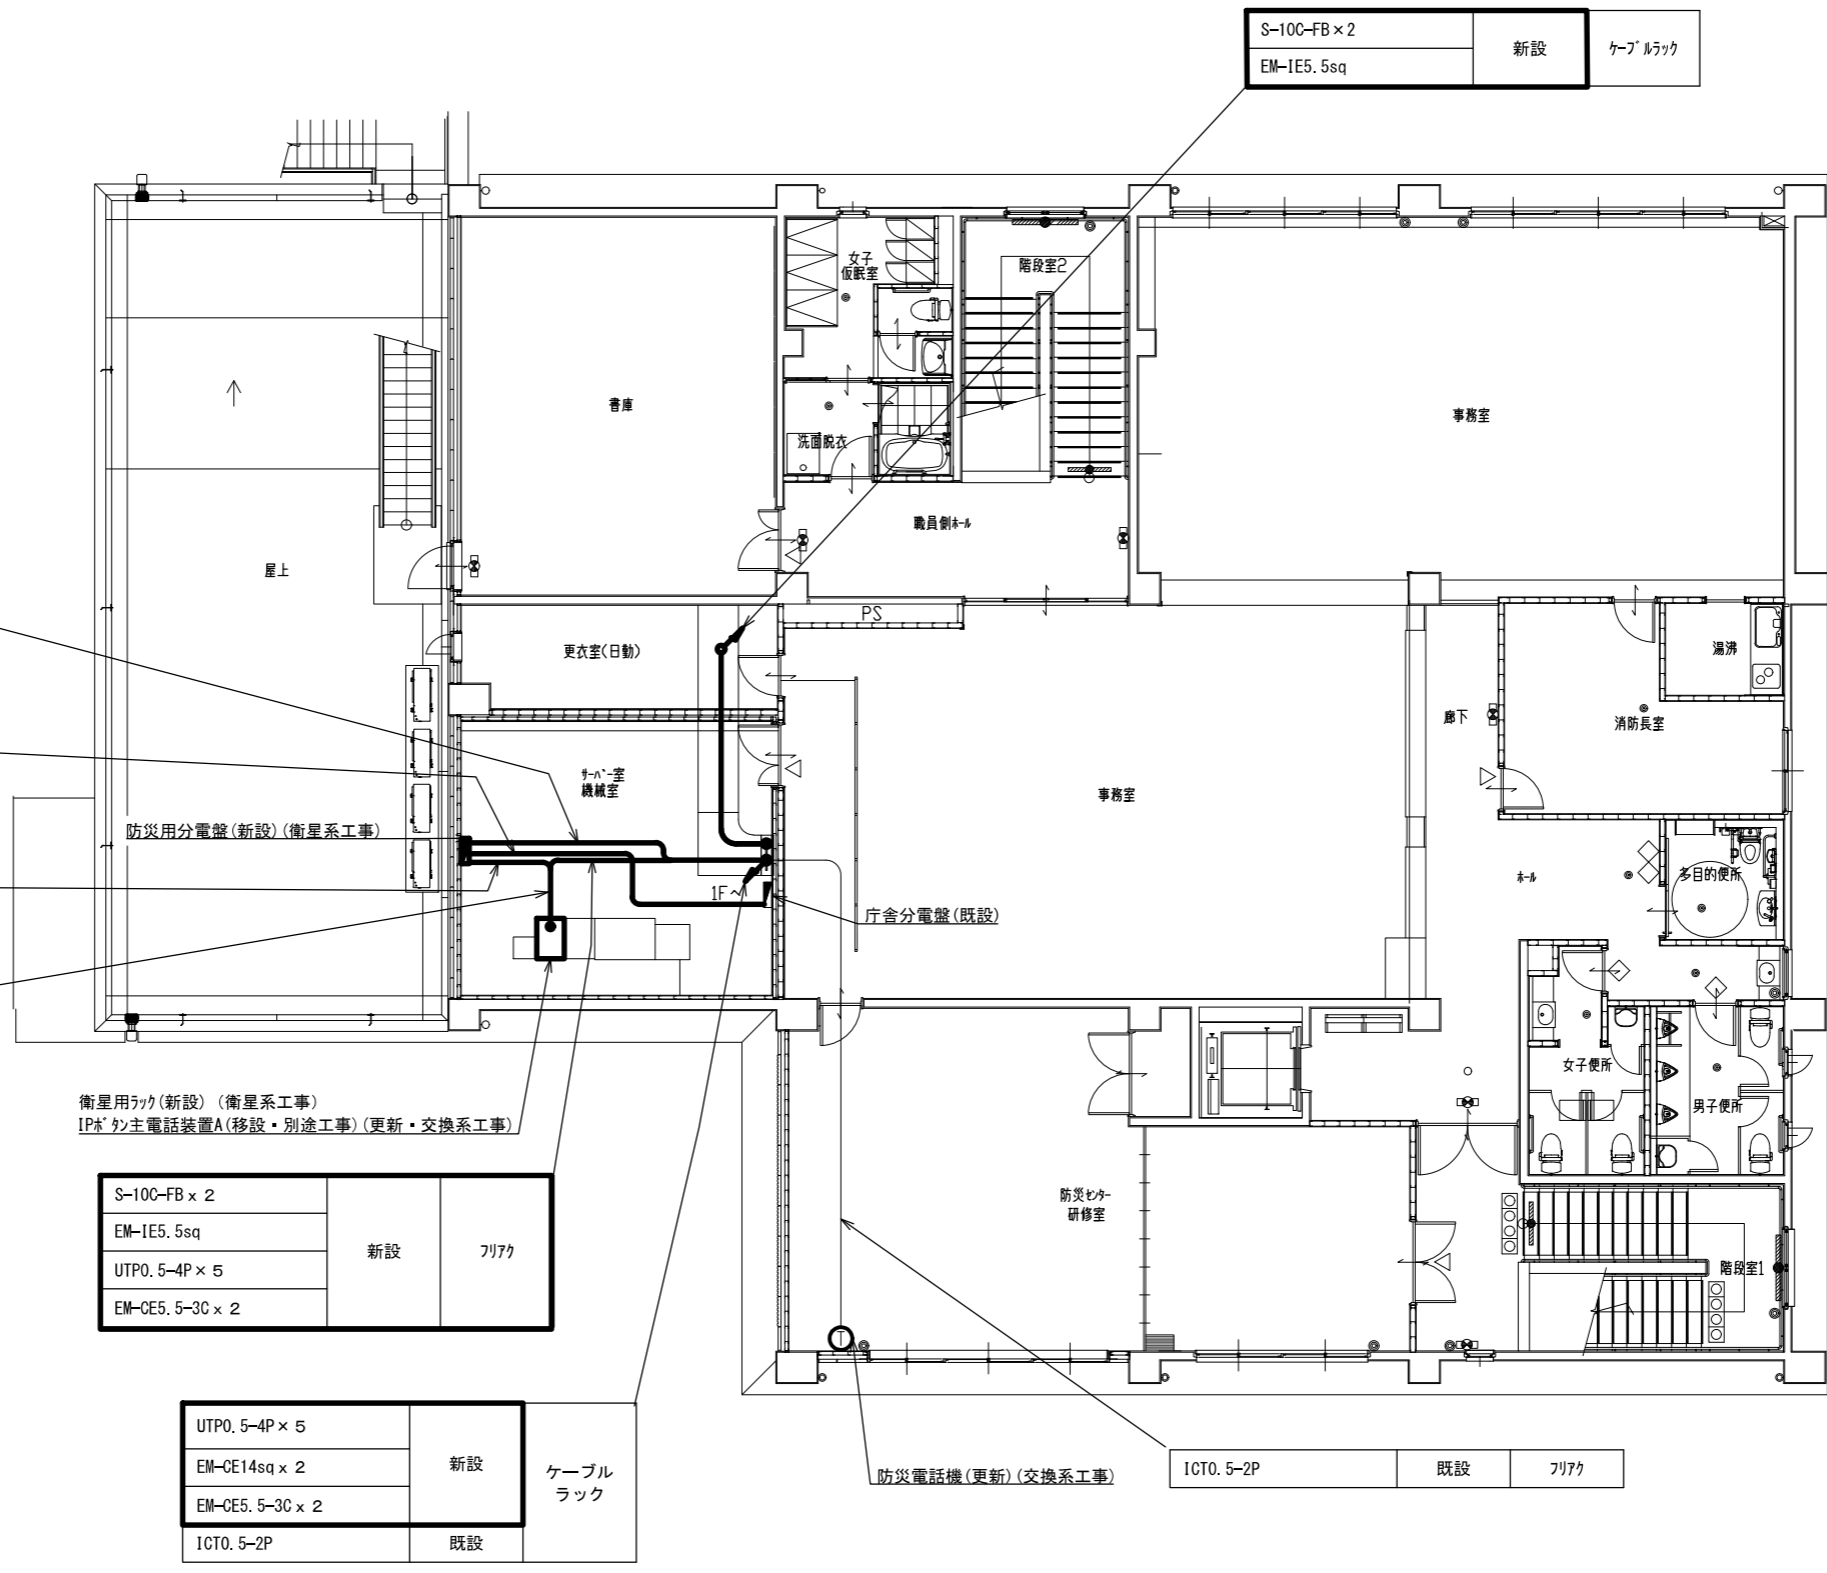 S-10C-FB×2
EM-IE5.5sq
新設
ケーブルラック
女子
仮眠室
階段室2
書庫
事務室
洗面脱衣
職員側ホール
屋上
PS
更衣室(日勤)
湯沸
廊下
消防長室
サーバー室
機械室
事務室
防災用分電盤(新設)(衛星系工事)
ホール
多目的便所
1Fへ
庁舎分電盤(既設)
女子便所
男子便所
衛星用ラック(新設) (衛星系工事)
IPボタン主電話装置A(移設・別途工事)(更新・交換系工事)
S-10C-FB x 2
EM-IE5.5sq
UTP0.5-4P× 5
EM-CE5.5-3C x 2
新設
フリアク
防災センター
研修室
階段室1
T
UTP0.5-4P× 5
EM-CE14sq x 2
EM-CE5.5-3C x 2
新設
ケーブル
ラック
ICT0.5-2P
既設
防災電話機(更新)(交換系工事)
ICT0.5-2P
既設
フリアク